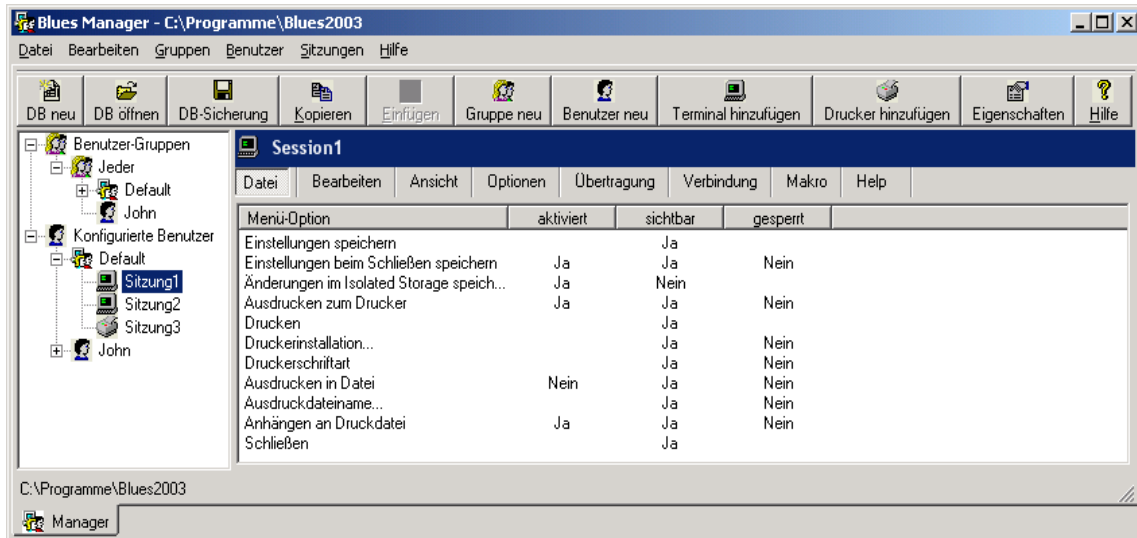 Blues Manager - C:\Programme\Blues2003
Datei Bearbeiten Gruppen Benutzer Sitzungen Hilfe
DB neu DB öffnen DB-Sicherung Kopieren Einfügen Gruppe neu Benutzer neu Terminal hinzufügen Drucker hinzufügen Eigenschaften Hilfe
Benutzer-Gruppen
Jeder
Default
John
Konfigurierte Benutzer
Default
Sitzung1
Sitzung2
Sitzung3
John
Session1
Datei Bearbeiten Ansicht Optionen Übertragung Verbindung Makro Help
Menü-Option aktiviert sichtbar gesperrt
Einstellungen speichern Ja
Einstellungen beim Schließen speichern Ja Ja Nein
Änderungen im Isolated Storage speich... Ja Nein
Ausdrucken zum Drucker Ja Ja Nein
Drucken Ja
Druckerinstallation... Ja Nein
Druckerschriftart Ja Nein
Ausdrucken in Datei Nein Ja Nein
Ausdruckdateiname... Ja Nein
Anhängen an Druckdatei Ja Ja Nein
Schließen Ja
C:\Programme\Blues2003
Manager